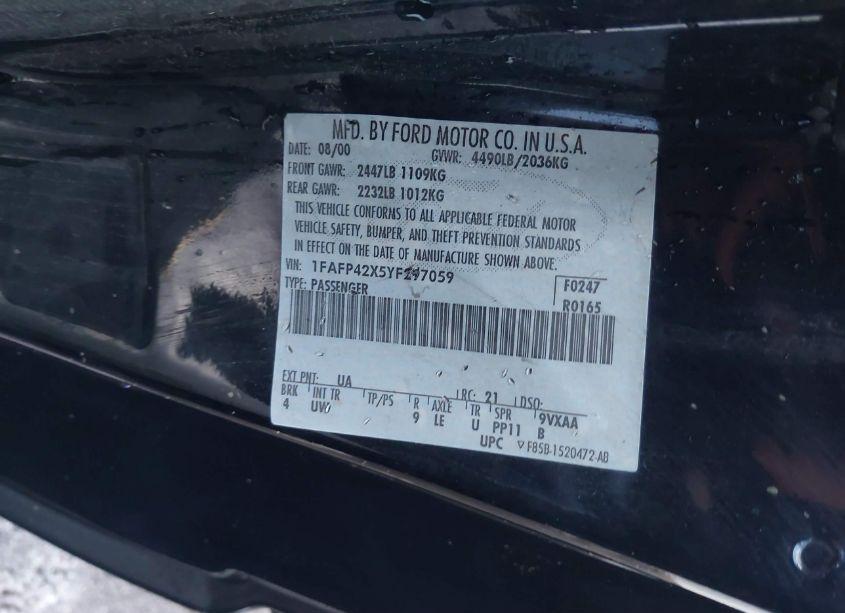 MFD. BY FORD MOTOR CO. IN U.S.A.
DATE: 08/00 GVWR: 4490LB/2036KG
FRONT GAWR: 2447LB 1109KG
REAR GAWR: 2232LB 1012KG
THIS VEHICLE CONFORMS TO ALL APPLICABLE FEDERAL MOTOR
VEHICLE SAFETY, BUMPER, AND THEFT PREVENTION STANDARDS
IN EFFECT ON THE DATE OF MANUFACTURE SHOWN ABOVE.
VIN: 1FAFP42X5YF297059 F0247
TYPE: PASSENGER R0165
EXT PNT: UA RC: 21 DSO:
BRK INT TR TP/PS R AXLE TR SPR 9VXAA
4 UW 9 LE U PP11 B
UPC ▽F85B-1520472-AB